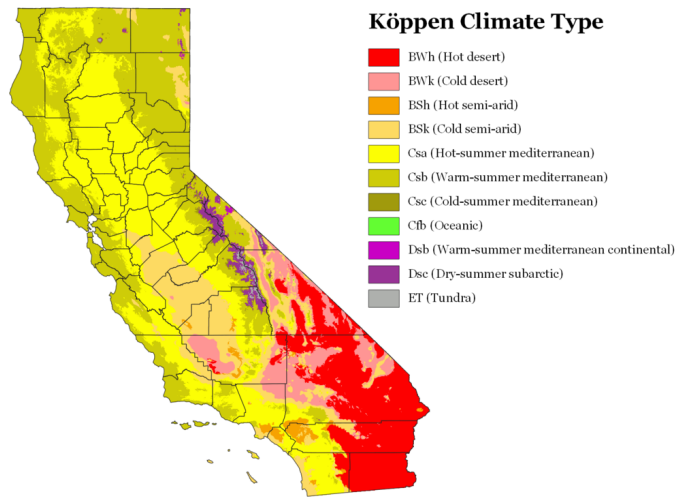 Köppen Climate Type
BWh (Hot desert)
BWk (Cold desert)
BSh (Hot semi-arid)
BSk (Cold semi-arid)
Csa (Hot-summer mediterranean)
Csb (Warm-summer mediterranean)
Csc (Cold-summer mediterranean)
Cfb (Oceanic)
Dsb (Warm-summer mediterranean continental)
Dsc (Dry-summer subarctic)
ET (Tundra)